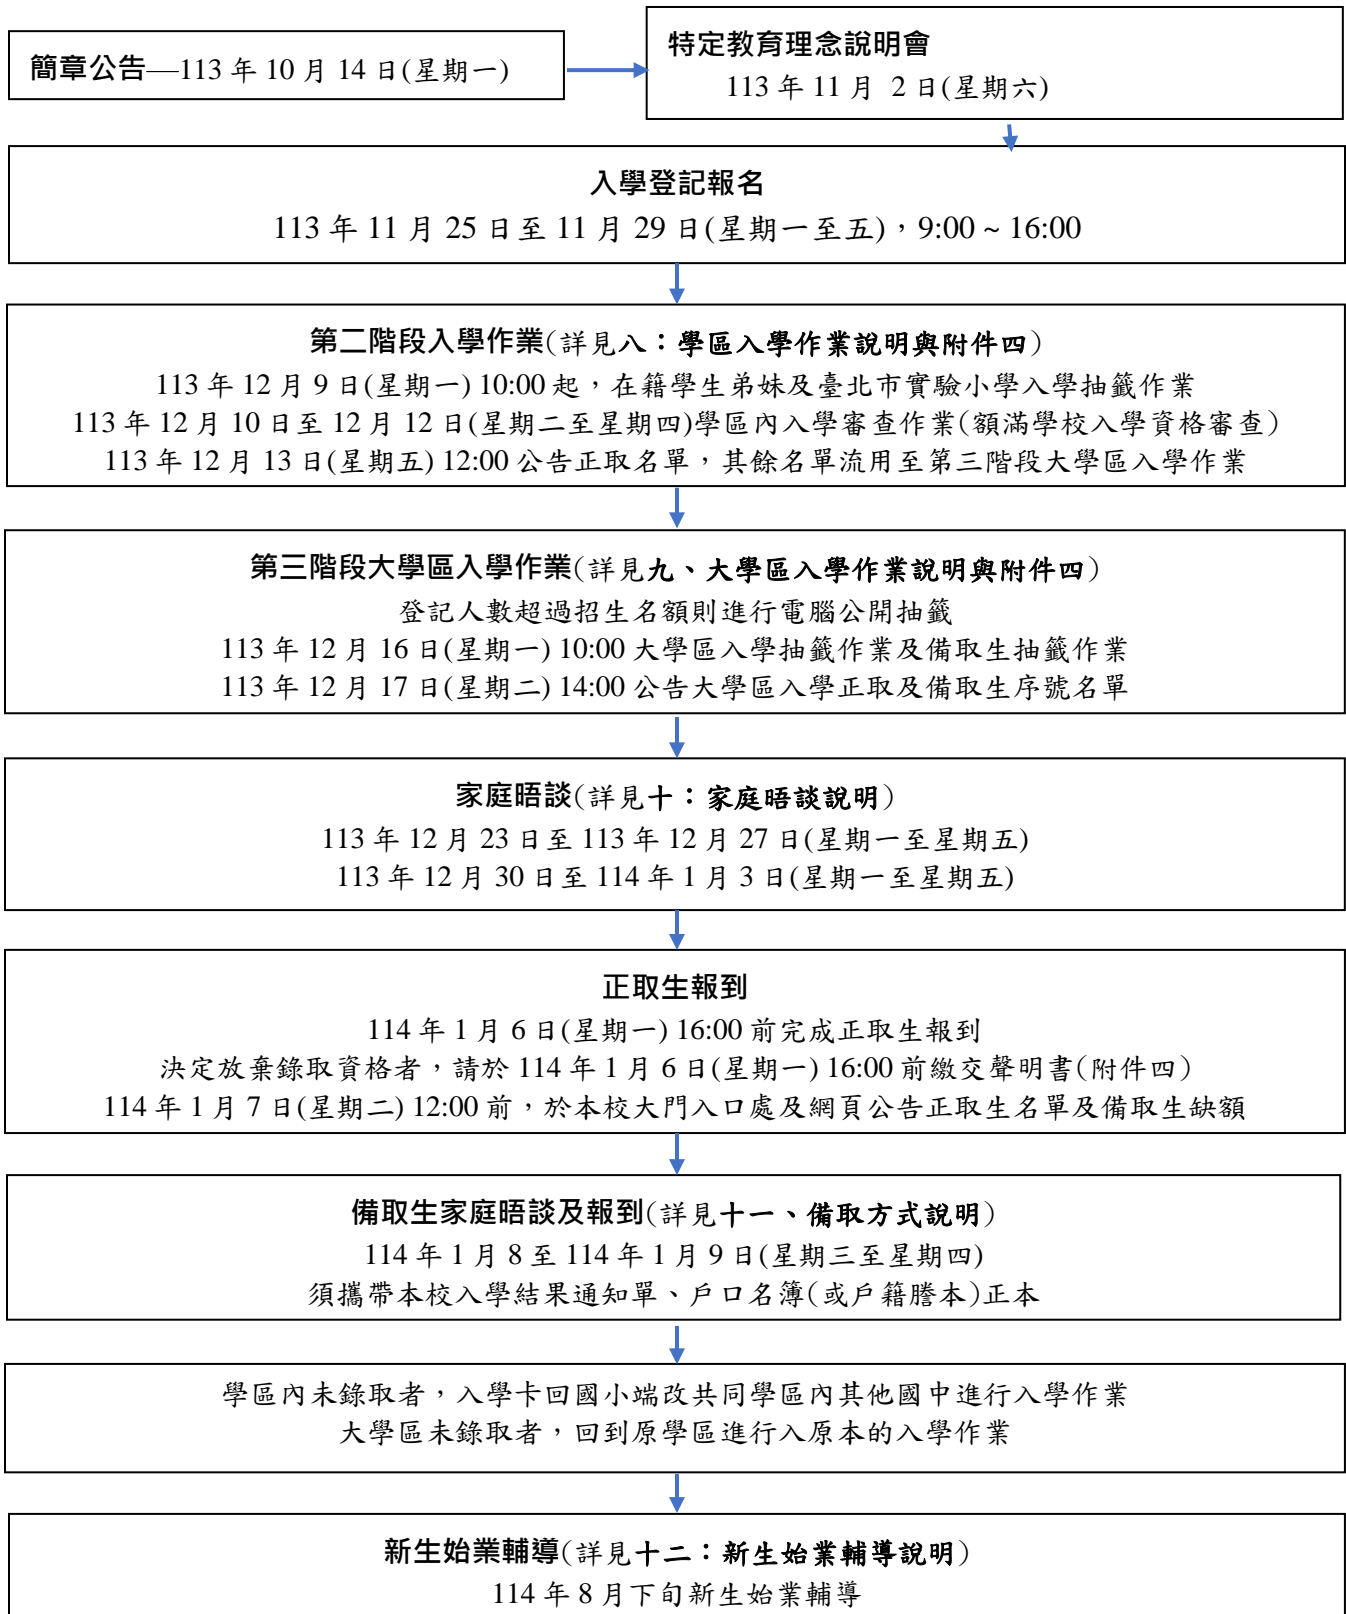 簡章公告—113 年 10 月 14 日(星期一)
特定教育理念說明會
113 年 11 月 2 日(星期六)
入學登記報名
113 年 11 月 25 日至 11 月 29 日(星期一至五)，9:00 ~ 16:00
第二階段入學作業(詳見八：學區入學作業說明與附件四)
113 年 12 月 9 日(星期一) 10:00 起，在籍學生弟妹及臺北市實驗小學入學抽籤作業
113 年 12 月 10 日至 12 月 12 日(星期二至星期四)學區內入學審查作業(額滿學校入學資格審查)
113 年 12 月 13 日(星期五) 12:00 公告正取名單，其餘名單流用至第三階段大學區入學作業
第三階段大學區入學作業(詳見九、大學區入學作業說明與附件四)
登記人數超過招生名額則進行電腦公開抽籤
113 年 12 月 16 日(星期一) 10:00 大學區入學抽籤作業及備取生抽籤作業
113 年 12 月 17 日(星期二) 14:00 公告大學區入學正取及備取生序號名單
家庭晤談(詳見十：家庭晤談說明)
113 年 12 月 23 日至 113 年 12 月 27 日(星期一至星期五)
113 年 12 月 30 日至 114 年 1 月 3 日(星期一至星期五)
正取生報到
114 年 1 月 6 日(星期一) 16:00 前完成正取生報到
決定放棄錄取資格者，請於 114 年 1 月 6 日(星期一) 16:00 前繳交聲明書(附件四)
114 年 1 月 7 日(星期二) 12:00 前，於本校大門入口處及網頁公告正取生名單及備取生缺額
備取生家庭晤談及報到(詳見十一、備取方式說明)
114 年 1 月 8 至 114 年 1 月 9 日(星期三至星期四)
須攜帶本校入學結果通知單、戶口名簿(或戶籍謄本)正本
學區內未錄取者，入學卡回國小端改共同學區內其他國中進行入學作業
大學區未錄取者，回到原學區進行入原本的入學作業
新生始業輔導(詳見十二：新生始業輔導說明)
114 年 8 月下旬新生始業輔導